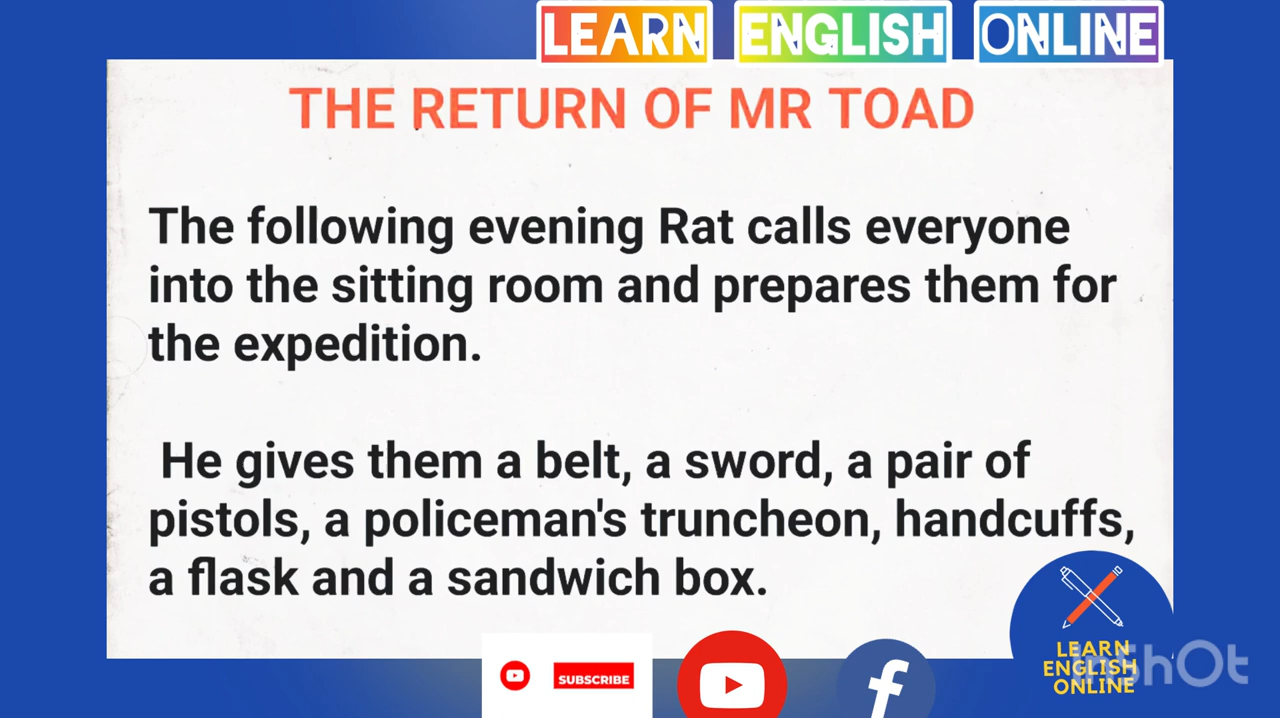 LEARN ENGLISH ONLINE
THE RETURN OF MR TOAD
The following evening Rat calls everyone
into the sitting room and prepares them for
the expedition.
He gives them a belt, a sword, a pair of
pistols, a policeman's truncheon, handcuffs,
a flask and a sandwich box.
SUBSCRIBE
LEARN
ENGLISH
ONLINE
InShOt